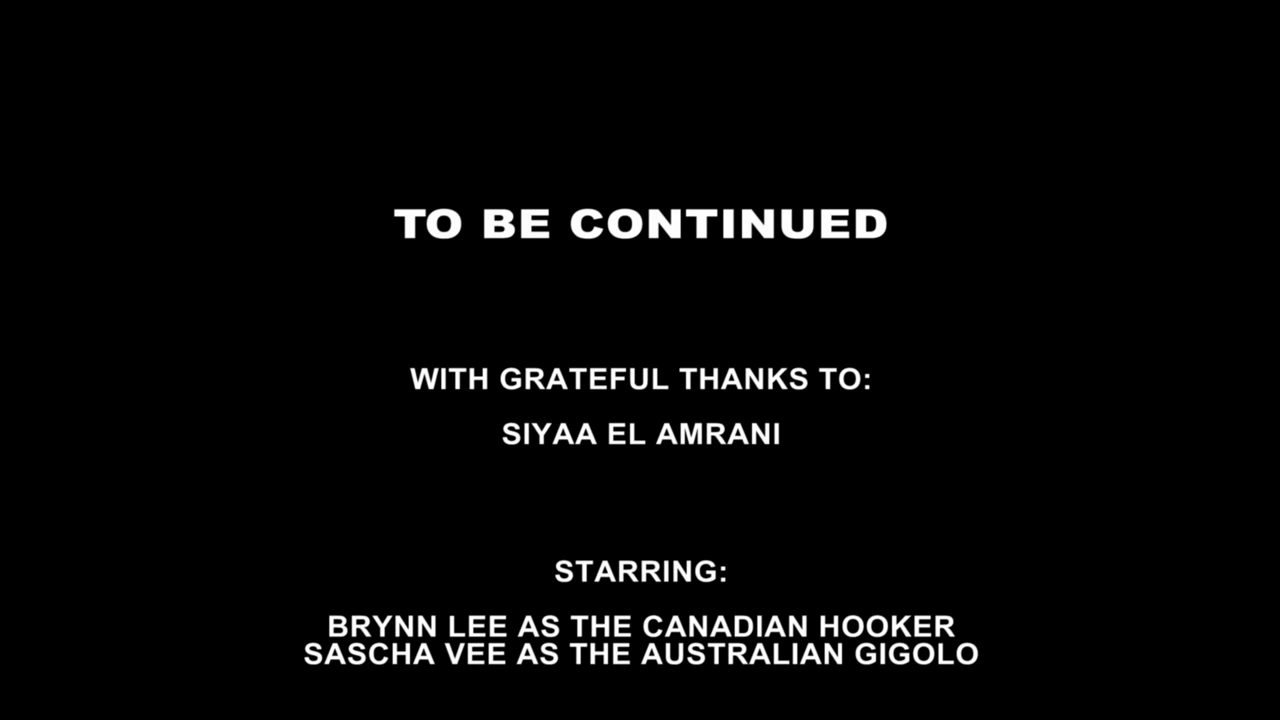 TO BE CONTINUED
WITH GRATEFUL THANKS TO:
SIYAA EL AMRANI
STARRING:
BRYNN LEE AS THE CANADIAN HOOKER
SASCHA VEE AS THE AUSTRALIAN GIGOLO